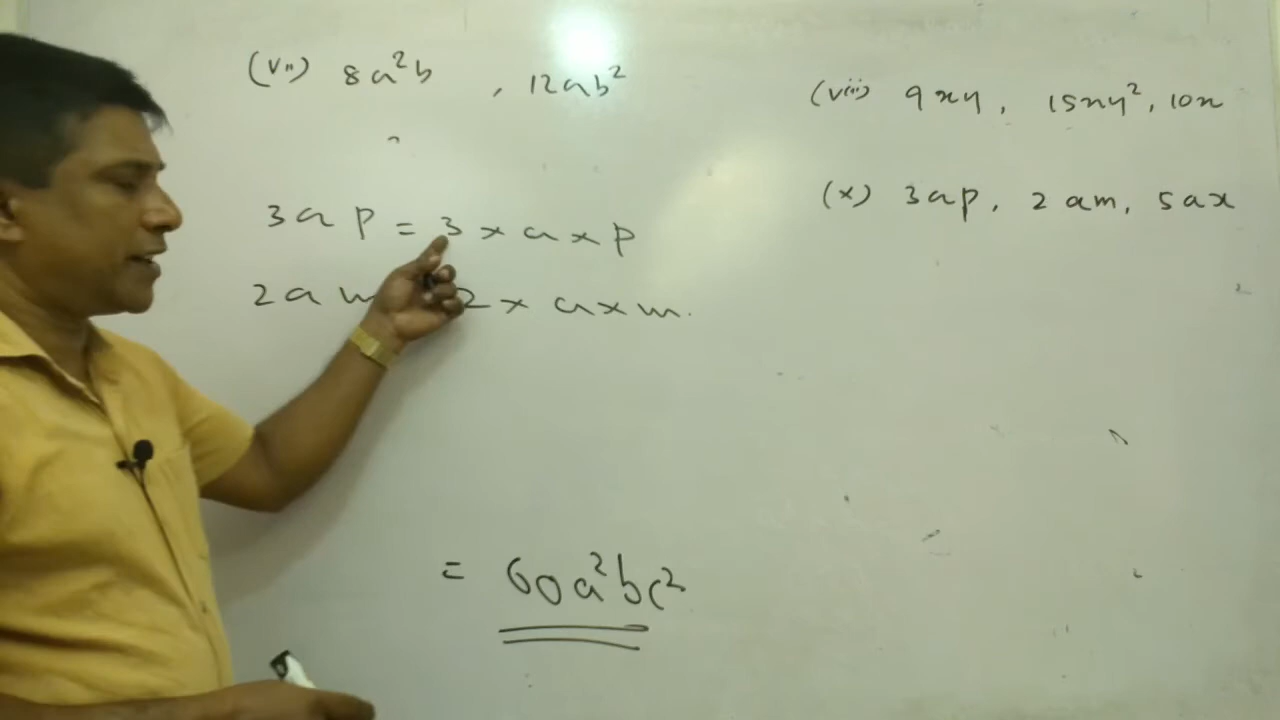 (vii) 8a²b , 12ab²
3ap = 3 × a × p
2am 2 × a × m.
= 60a²bc²
(viii) 9xy, 15xy², 10x
(x) 3ap, 2am, 5ax